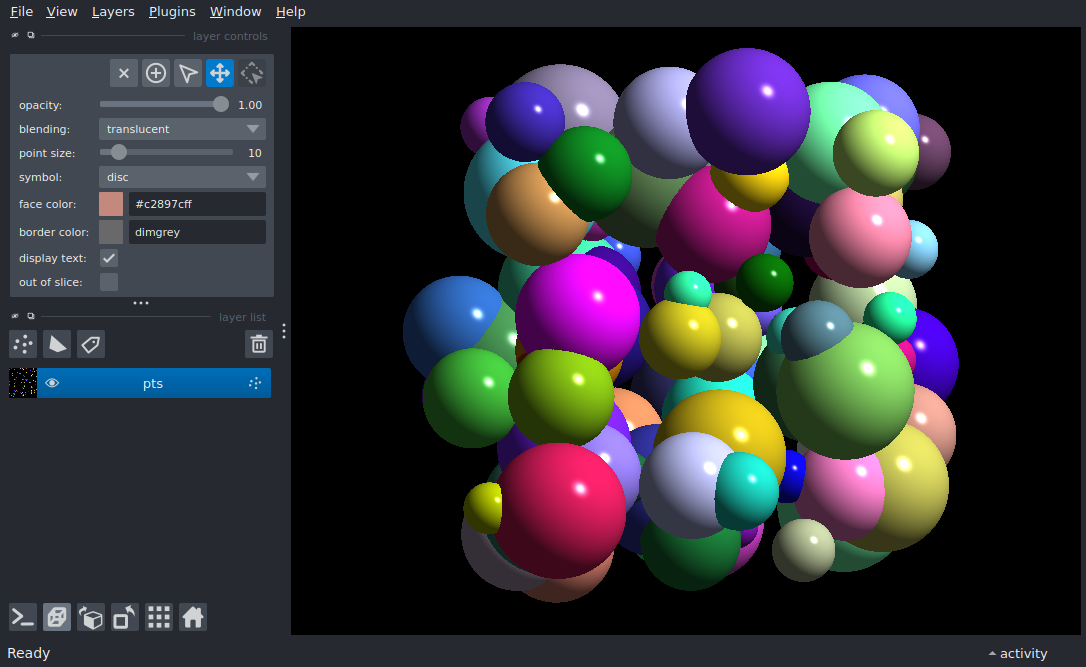 File View Layers Plugins Window Help
layer controls
opacity: 1.00
blending: translucent
point size: 10
symbol: disc
face color: #c2897cff
border color: dimgrey
display text:
out of slice:
layer list
pts
Ready
activity